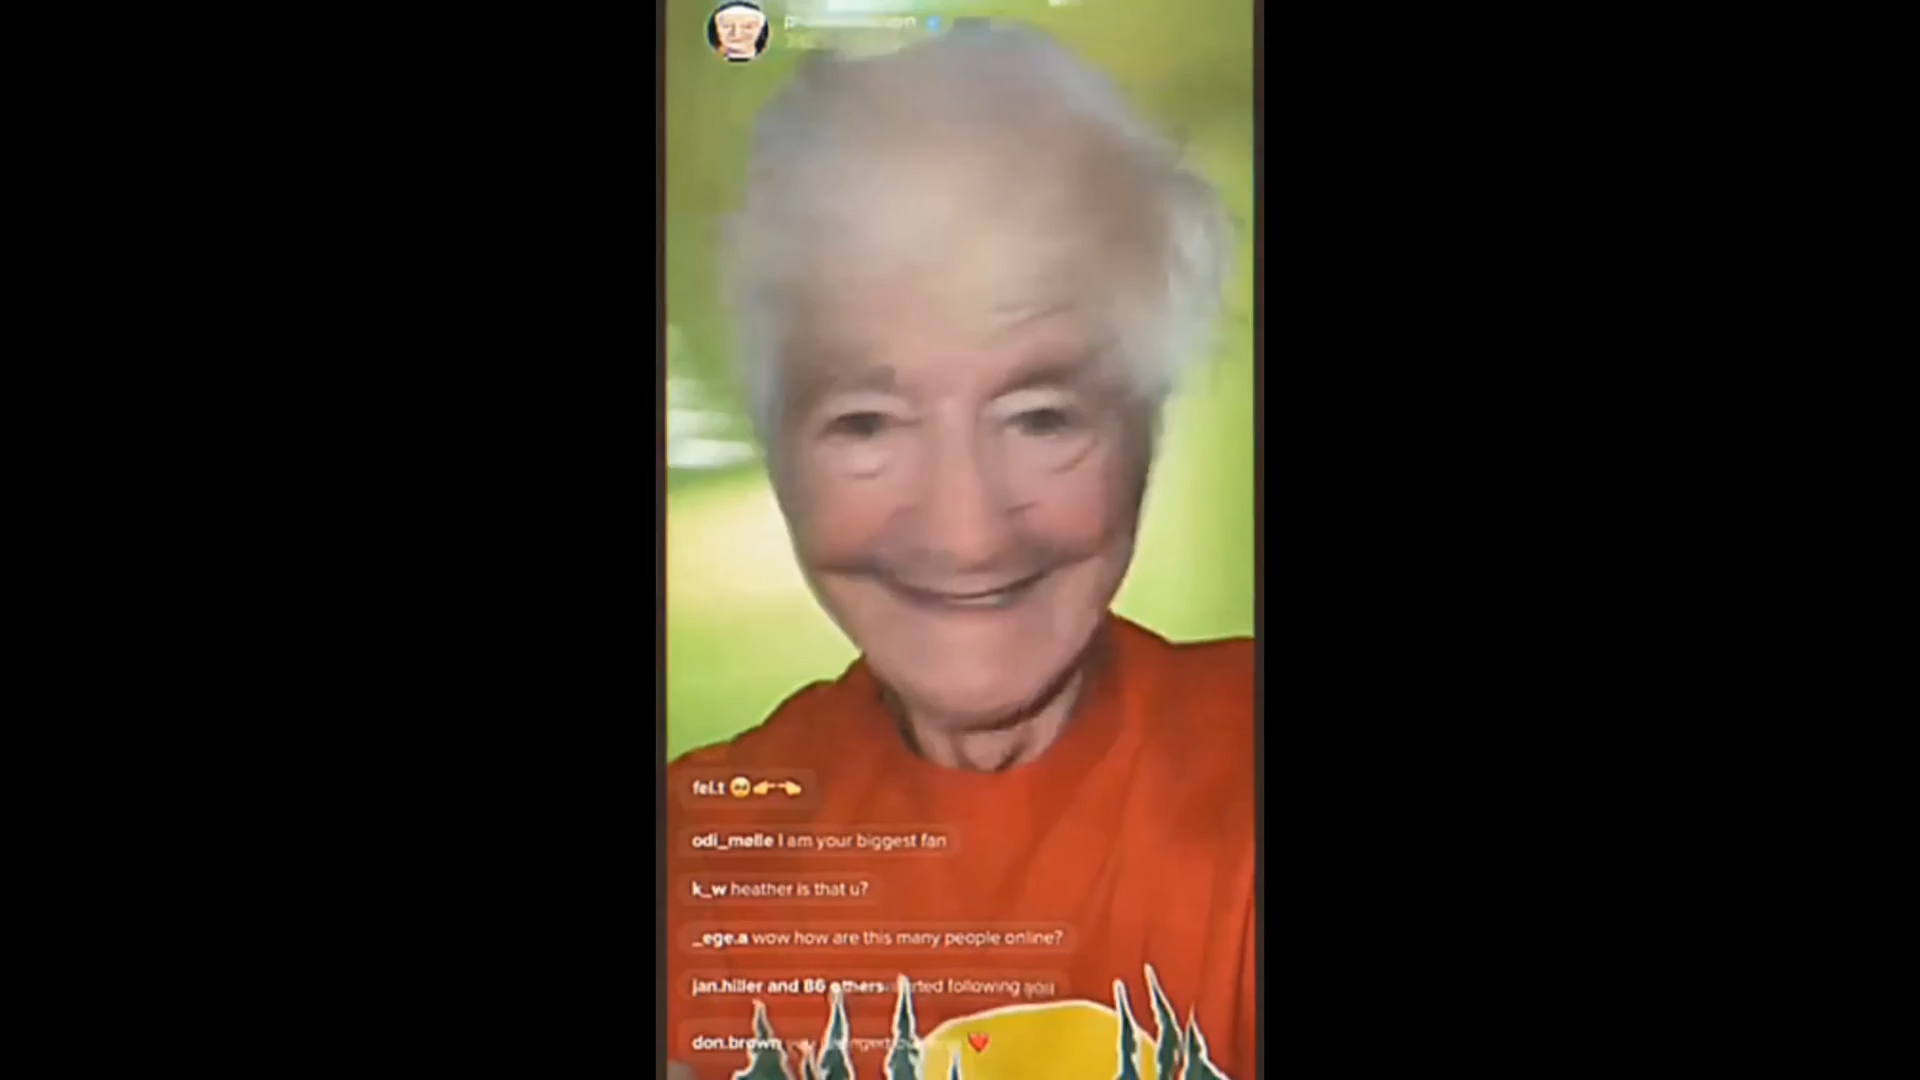 fel.t 🥺👉👈
odi_mølle I am your biggest fan
k_w heather is that u?
_ege.a wow how are this many people online?
jan.hiller and 86 others following you
don.brown ❤️